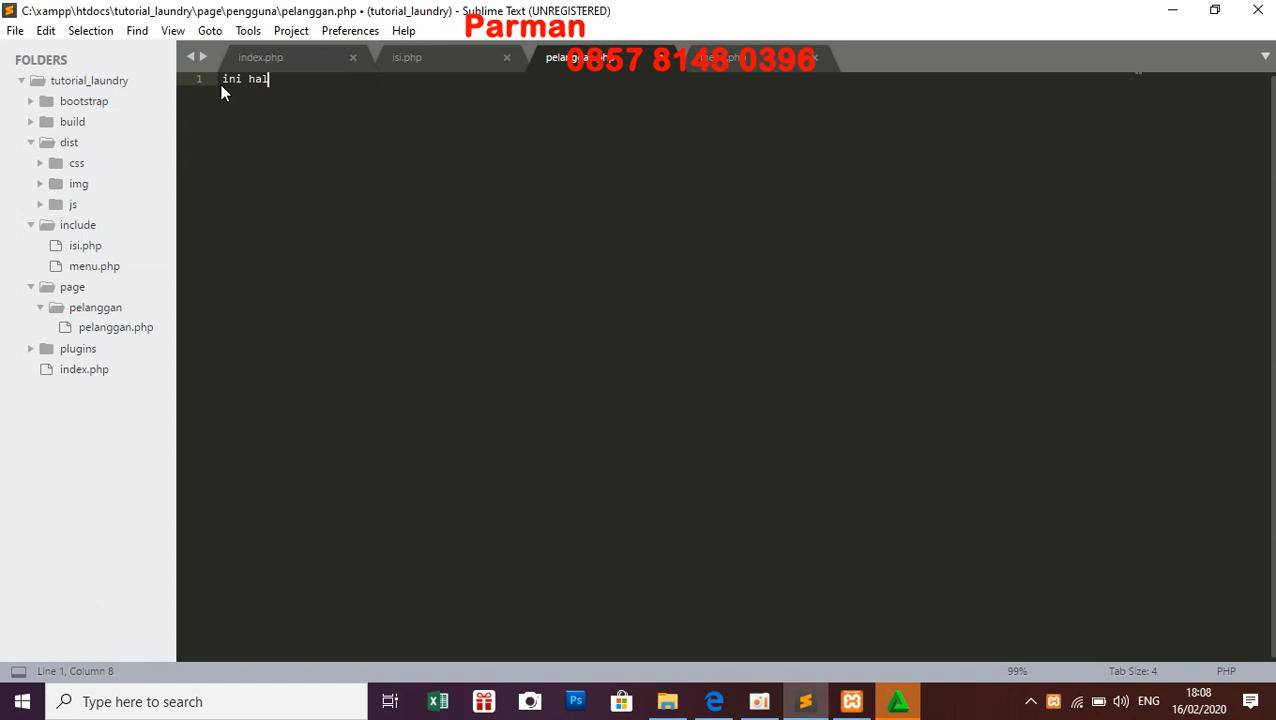 C:\xampp\htdocs\tutorial_laundry\page\pengguna\pelanggan.php • (tutorial_laundry) - Sublime Text (UNREGISTERED)
Parman
File Edit Selection Find View Goto Tools Project Preferences Help
0857 8148 0396
FOLDERS
index.php
isi.php
1 ini hal
tutorial_laundry
bootstrap
build
dist
css
img
js
include
isi.php
menu.php
page
pelanggan
pelanggan.php
plugins
index.php
Line 1, Column 8
99%
Tab Size: 4
PHP
Type here to search
ENG
18:08
16/02/2020